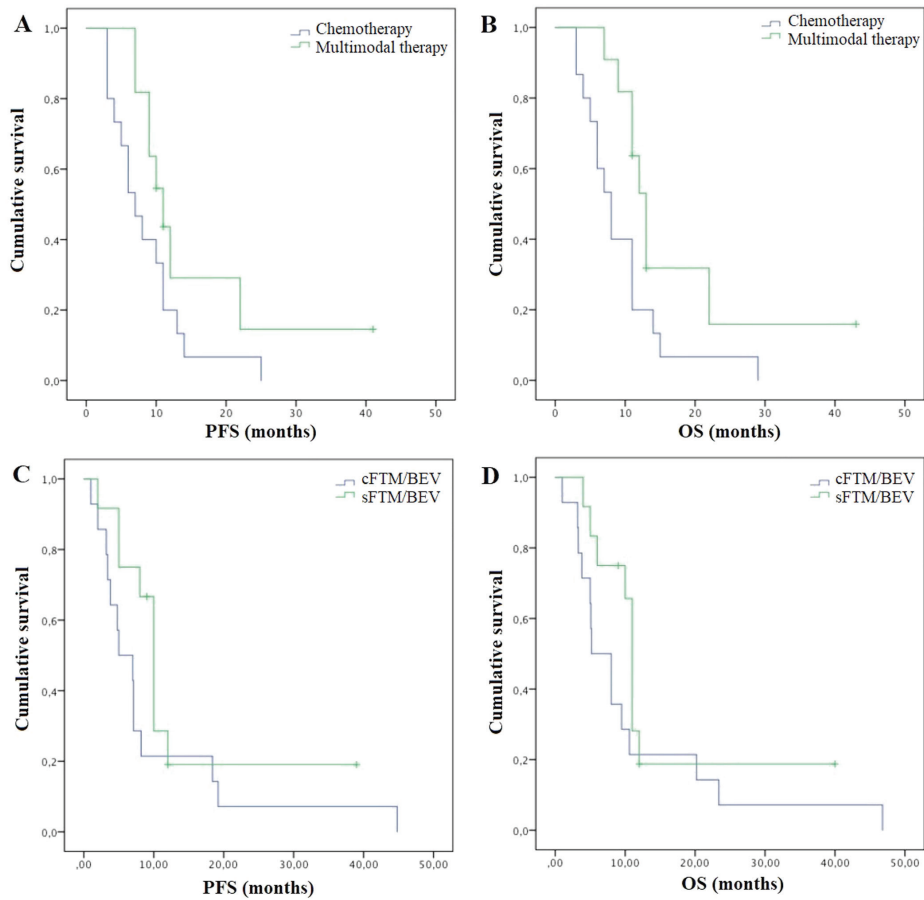 A
Chemotherapy
Multimodal therapy
Cumulative survival
1,0
0,8
0,6
0,4
0,2
0,0
0 10 20 30 40 50
PFS (months)
B
Chemotherapy
Multimodal therapy
Cumulative survival
1,0
0,8
0,6
0,4
0,2
0,0
0 10 20 30 40 50
OS (months)
C
cFTM/BEV
sFTM/BEV
Cumulative survival
1,0
0,8
0,6
0,4
0,2
0,0
,00 10,00 20,00 30,00 40,00 50,00
PFS (months)
D
cFTM/BEV
sFTM/BEV
Cumulative survival
1,0
0,8
0,6
0,4
0,2
0,0
,00 10,00 20,00 30,00 40,00 50,00
OS (months)